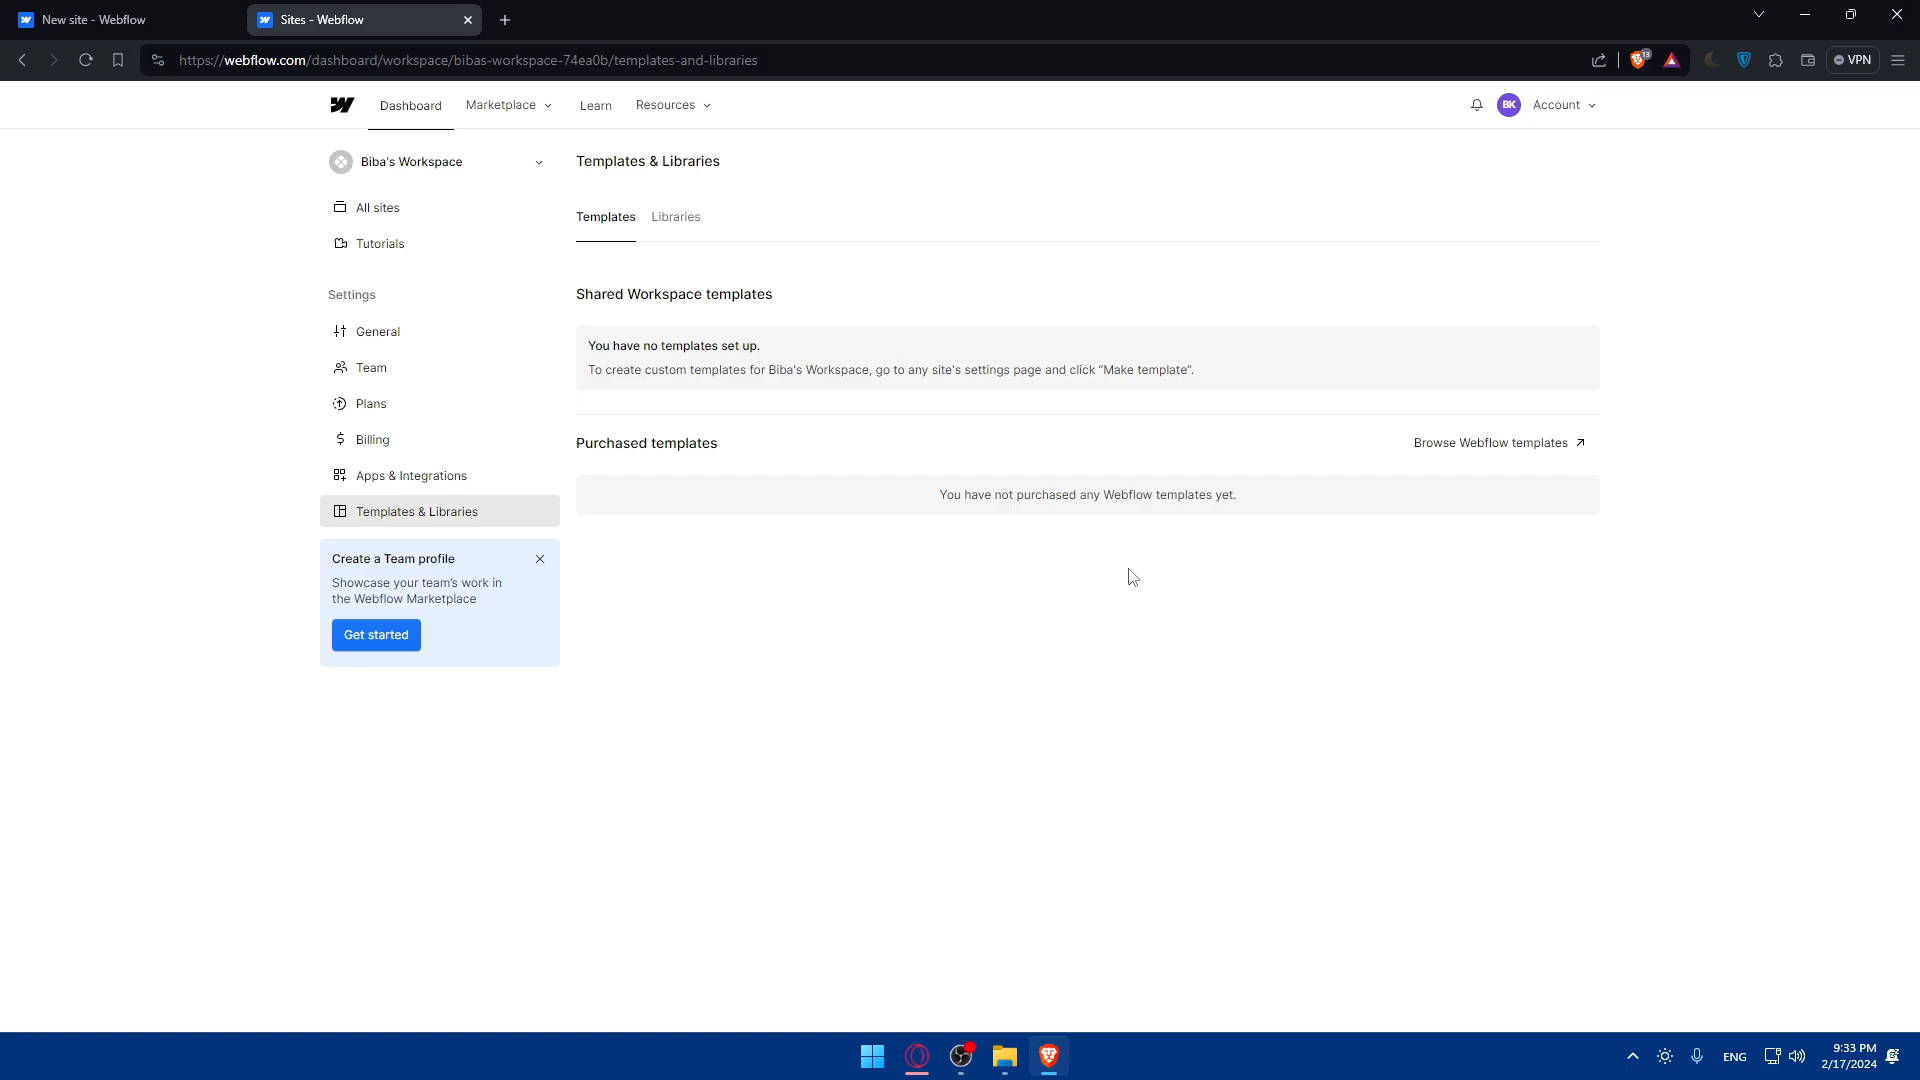 New site - Webflow
Sites - Webflow
https://webflow.com/dashboard/workspace/bibas-workspace-74ea0b/templates-and-libraries
13
VPN
Dashboard
Marketplace
Learn
Resources
BK
Account
Biba's Workspace
All sites
Tutorials
Settings
General
Team
Plans
Billing
Apps & Integrations
Templates & Libraries
Create a Team profile
Showcase your team's work in
the Webflow Marketplace
Get started
Templates & Libraries
Templates
Libraries
Shared Workspace templates
You have no templates set up.
To create custom templates for Biba's Workspace, go to any site's settings page and click “Make template”.
Purchased templates
Browse Webflow templates
You have not purchased any Webflow templates yet.
ENG
9:33 PM
2/17/2024